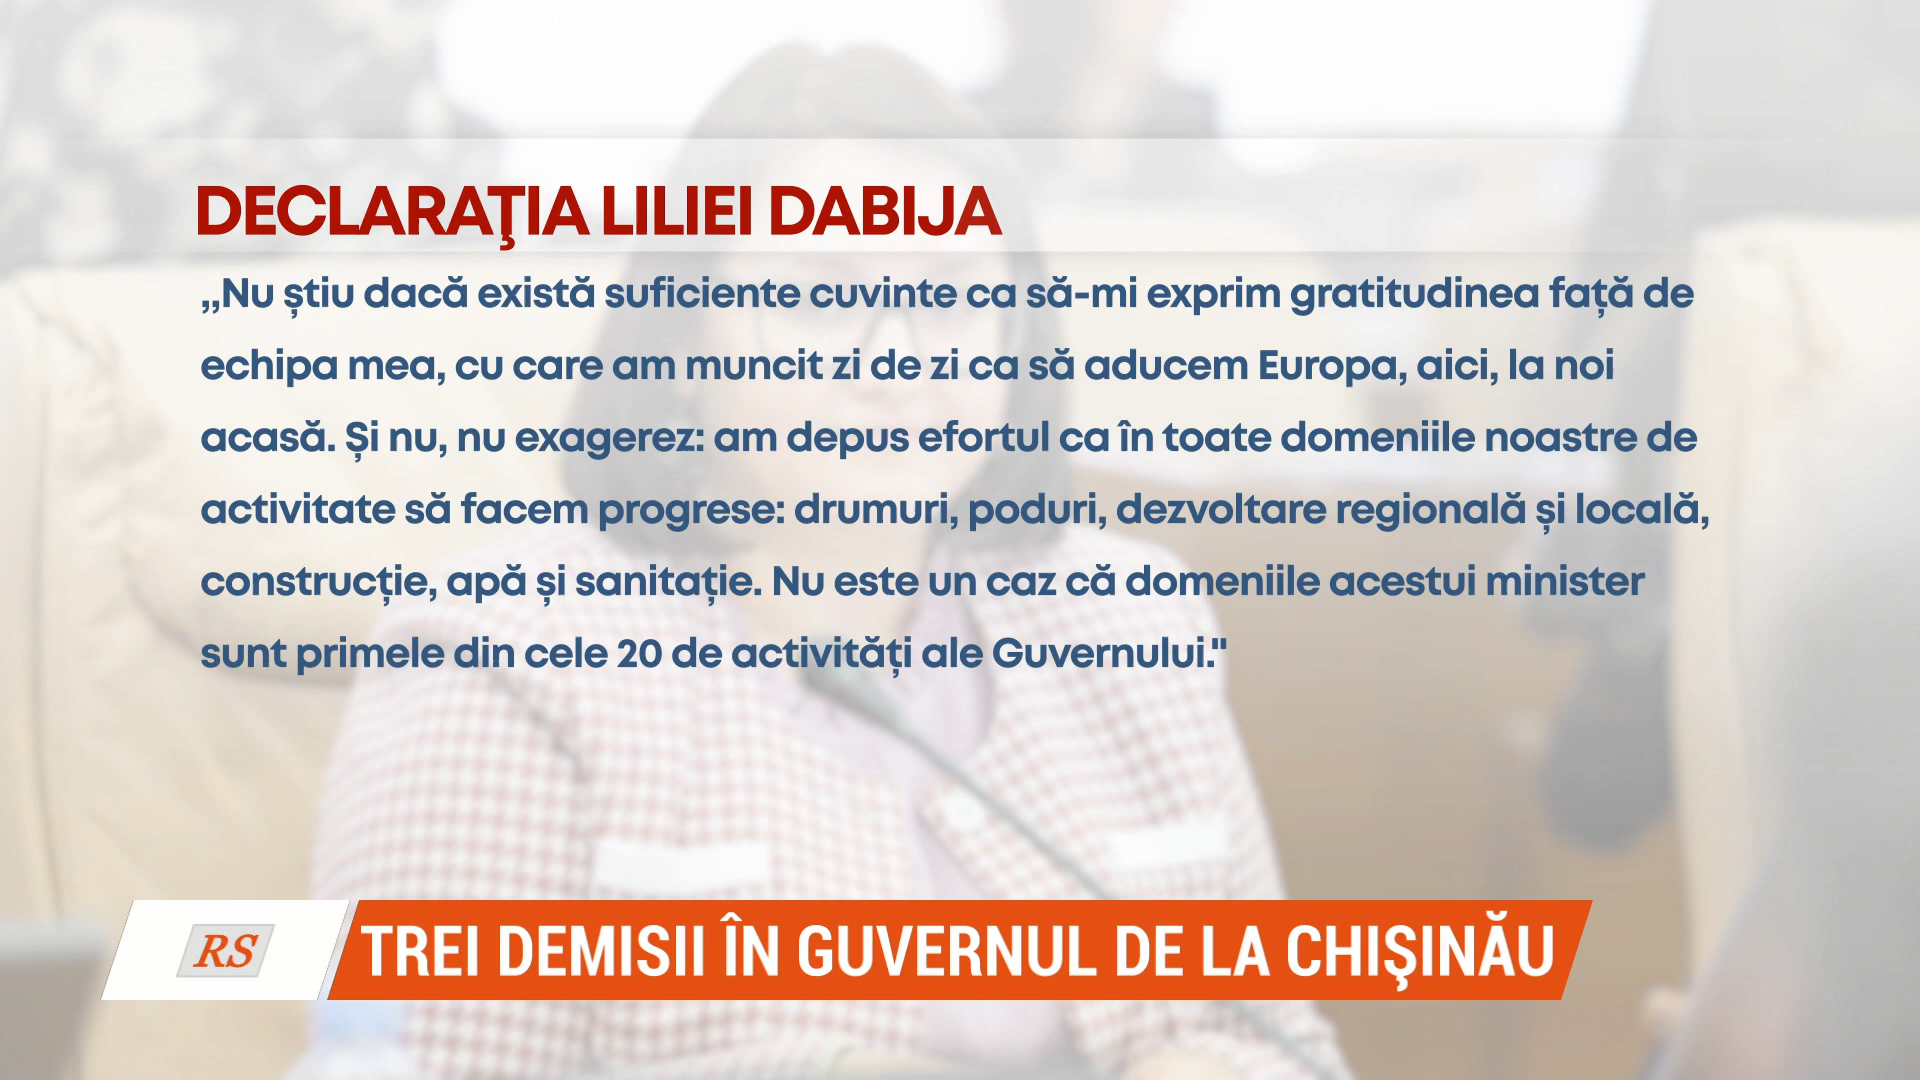 DECLARAŢIA LILIEI DABIJA
„Nu știu dacă există suficiente cuvinte ca să-mi exprim gratitudinea față de
echipa mea, cu care am muncit zi de zi ca să aducem Europa, aici, la noi
acasă. Și nu, nu exagerez: am depus efortul ca în toate domeniile noastre de
activitate să facem progrese: drumuri, poduri, dezvoltare regională și locală,
construcție, apă și sanitație. Nu este un caz că domeniile acestui minister
sunt primele din cele 20 de activități ale Guvernului."
RS TREI DEMISII ÎN GUVERNUL DE LA CHIŞINĂU